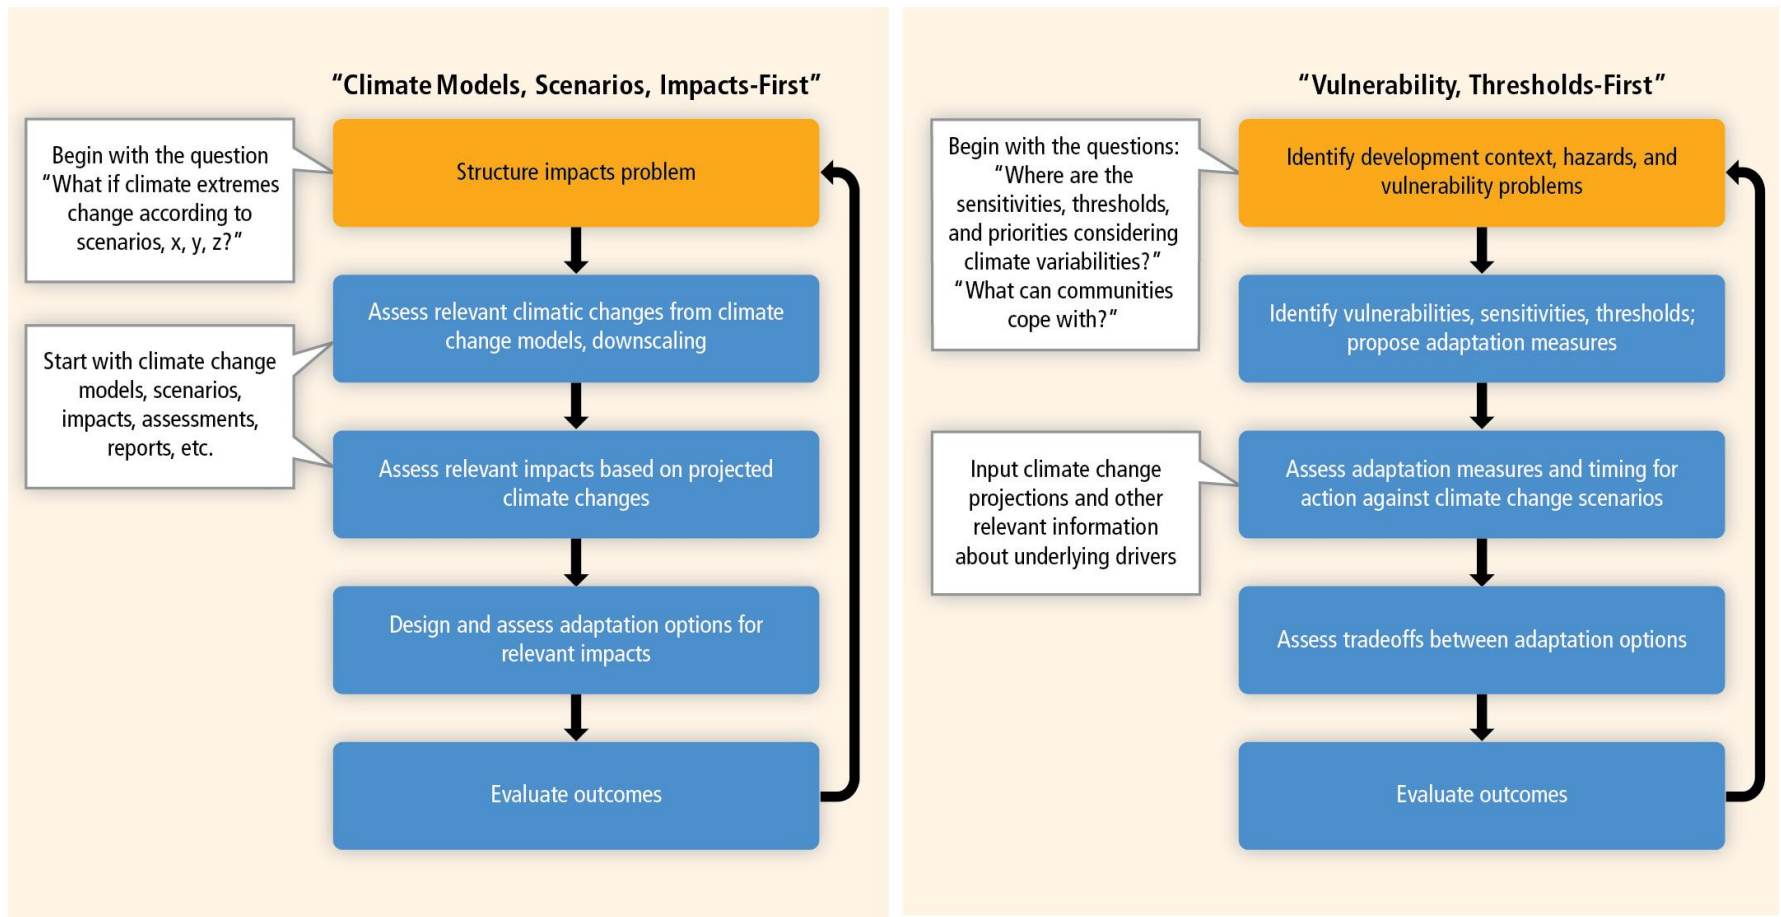 “Climate Models, Scenarios, Impacts-First”
Begin with the question
“What if climate extremes
change according to
scenarios, x, y, z?”
Structure impacts problem
Start with climate change
models, scenarios,
impacts, assessments,
reports, etc.
Assess relevant climatic changes from climate
change models, downscaling
Assess relevant impacts based on projected
climate changes
Design and assess adaptation options for
relevant impacts
Evaluate outcomes
“Vulnerability, Thresholds-First”
Begin with the questions:
“Where are the
sensitivities, thresholds,
and priorities considering
climate variabilities?”
“What can communities
cope with?”
Identify development context, hazards, and
vulnerability problems
Identify vulnerabilities, sensitivities, thresholds;
propose adaptation measures
Input climate change
projections and other
relevant information
about underlying drivers
Assess adaptation measures and timing for
action against climate change scenarios
Assess tradeoffs between adaptation options
Evaluate outcomes